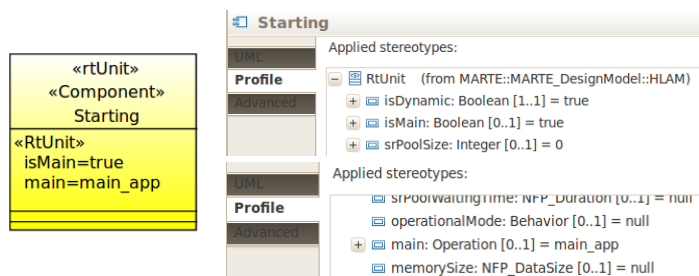 «rtUnit»
«Component»
Starting
«RtUnit»
isMain=true
main=main_app
Starting
Applied stereotypes:
UML
Profile
Advanced
RtUnit (from MARTE::MARTE_DesignModel::HLAM)
isDynamic: Boolean [1..1] = true
isMain: Boolean [0..1] = true
srPoolSize: Integer [0..1] = 0
Applied stereotypes:
UML
Profile
Advanced
srPoolWaitingTime: NFP_Duration [0..1] = null
operationalMode: Behavior [0..1] = null
main: Operation [0..1] = main_app
memorySize: NFP_DataSize [0..1] = null